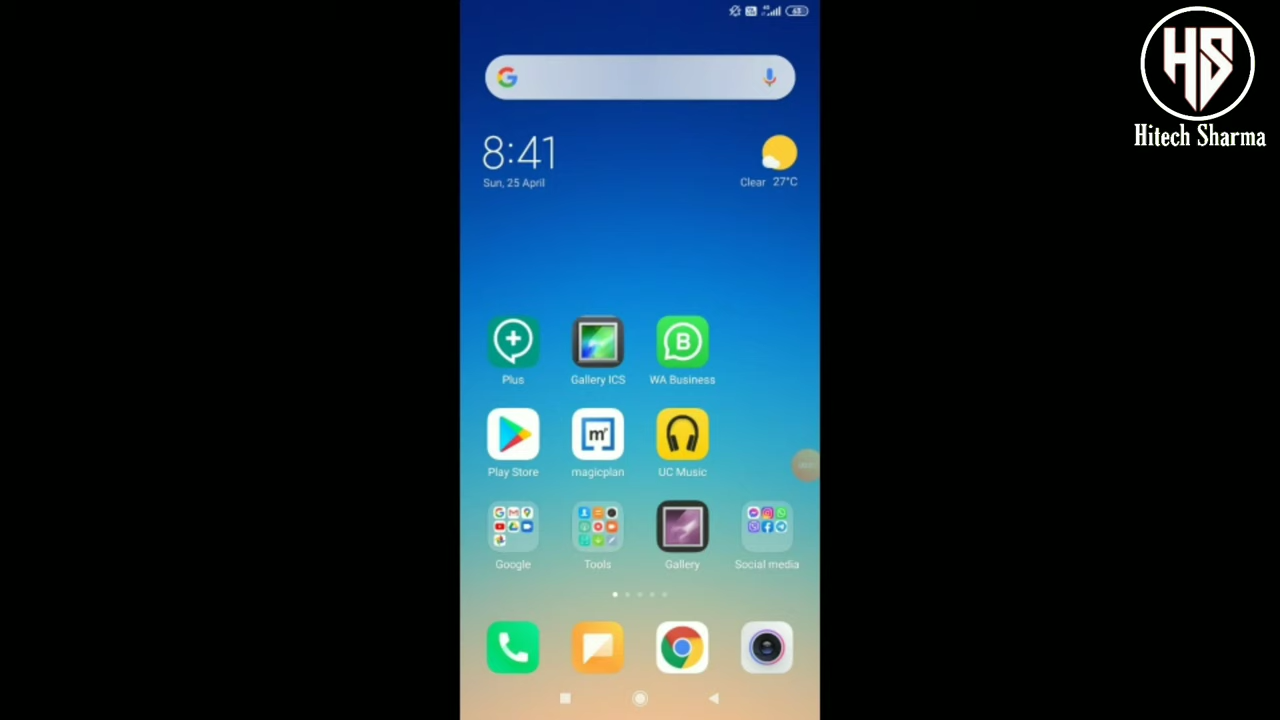 HS
Hitech Sharma
8:41
Sun, 25 April
Clear 27°C
Plus
Gallery ICS
WA Business
Play Store
magicplan
UC Music
Google
Tools
Gallery
Social media